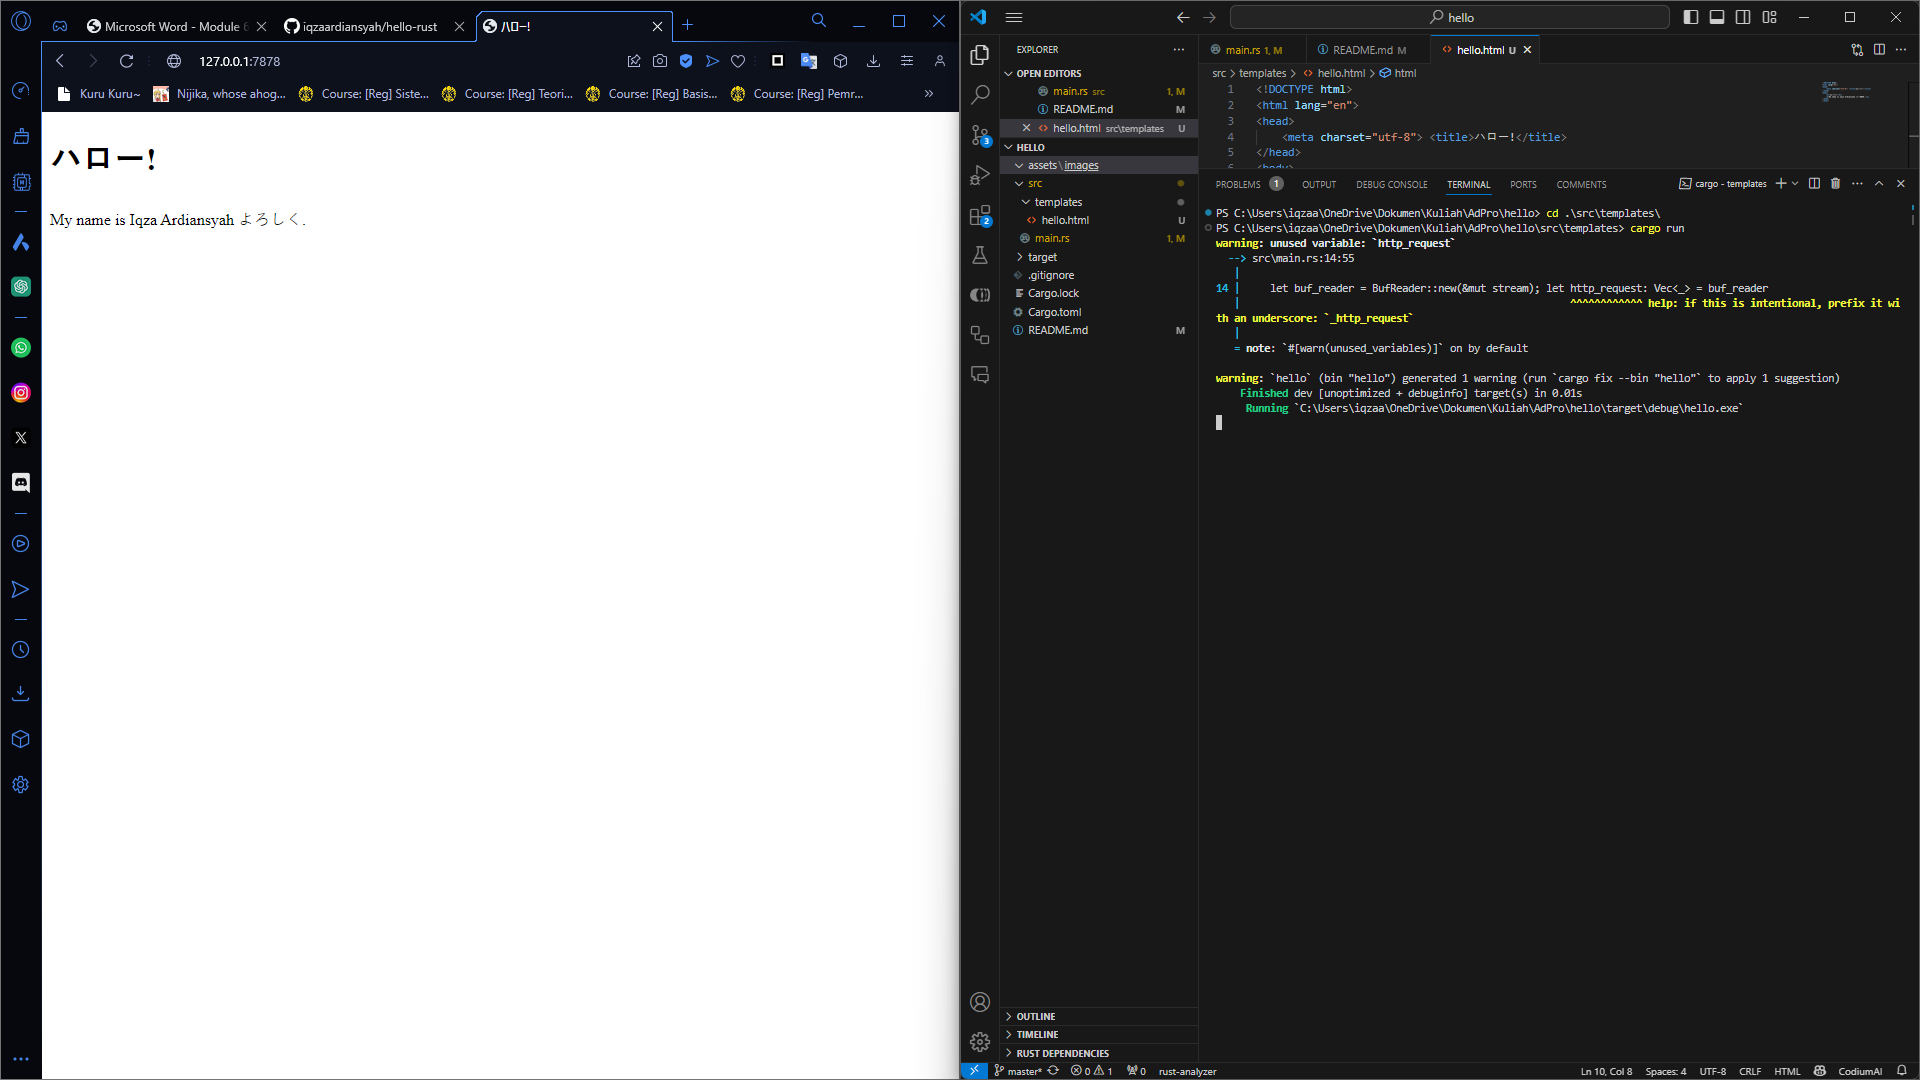 Microsoft Word - Module 6
iqzaardiansyah/hello-rust
ハロー!
127.0.0.1:7878
Kuru Kuru~
Nijika, whose ahog...
Course: [Reg] Siste...
Course: [Reg] Teori...
Course: [Reg] Basis...
Course: [Reg] Pemr...
»
ハロー!
My name is Iqza Ardiansyah よろしく.
hello
EXPLORER
OPEN EDITORS
main.rs src 1, M
README.md M
hello.html src\templates U
HELLO
assets\images
src
templates
hello.html U
main.rs 1, M
target
.gitignore
Cargo.lock
Cargo.toml
README.md M
OUTLINE
TIMELINE
RUST DEPENDENCIES
3
2
main.rs 1, M
README.md M
hello.html U
src > templates > hello.html > html
1 <!DOCTYPE html>
2 <html lang="en">
3 <head>
4 <meta charset="utf-8"> <title>ハロー!</title>
5 </head>
6 <body>
PROBLEMS 1 OUTPUT DEBUG CONSOLE TERMINAL PORTS COMMENTS
cargo - templates
PS C:\Users\iqzaa\OneDrive\Dokumen\Kuliah\AdPro\hello> cd .\src\templates\
PS C:\Users\iqzaa\OneDrive\Dokumen\Kuliah\AdPro\hello\src\templates> cargo run
warning: unused variable: `http_request`
--> src\main.rs:14:55
|
14 | let buf_reader = BufReader::new(&mut stream); let http_request: Vec<_> = buf_reader
| ^^^^^^^^^^^^ help: if this is intentional, prefix it wi
th an underscore: `_http_request`
|
= note: `#[warn(unused_variables)]` on by default
warning: `hello` (bin "hello") generated 1 warning (run `cargo fix --bin "hello"` to apply 1 suggestion)
Finished dev [unoptimized + debuginfo] target(s) in 0.01s
Running `C:\Users\iqzaa\OneDrive\Dokumen\Kuliah\AdPro\hello\target\debug\hello.exe`
master* 0 1 0 rust-analyzer
Ln 10, Col 8 Spaces: 4 UTF-8 CRLF HTML CodiumAI